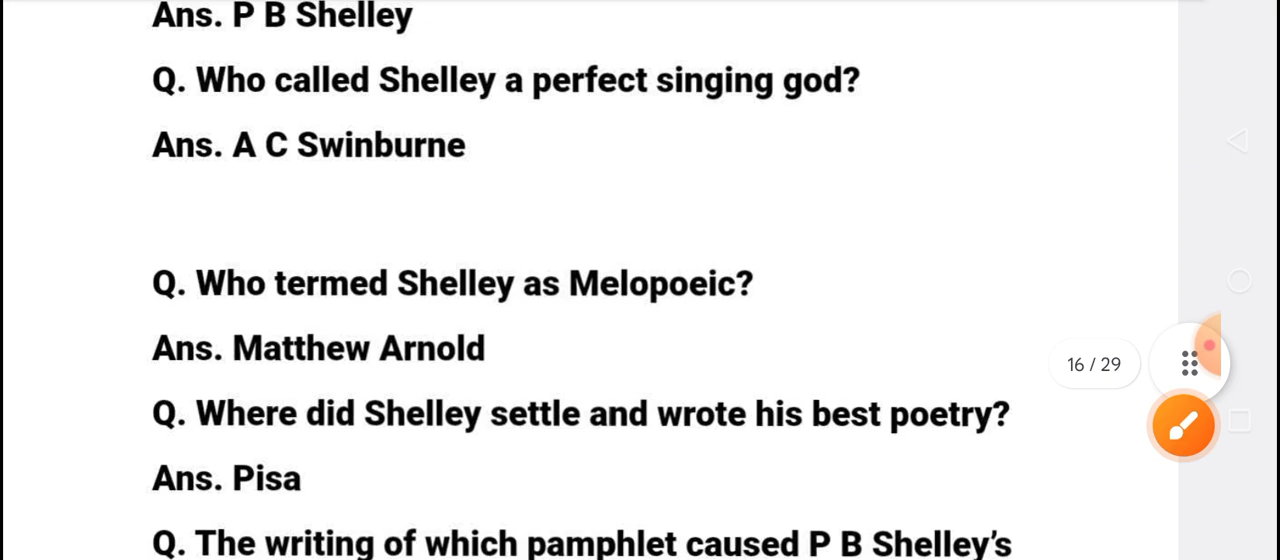 Ans. P B Shelley
Q. Who called Shelley a perfect singing god?
Ans. A C Swinburne
Q. Who termed Shelley as Melopoeic?
Ans. Matthew Arnold
16 / 29
Q. Where did Shelley settle and wrote his best poetry?
Ans. Pisa
Q. The writing of which pamphlet caused P B Shelley’s